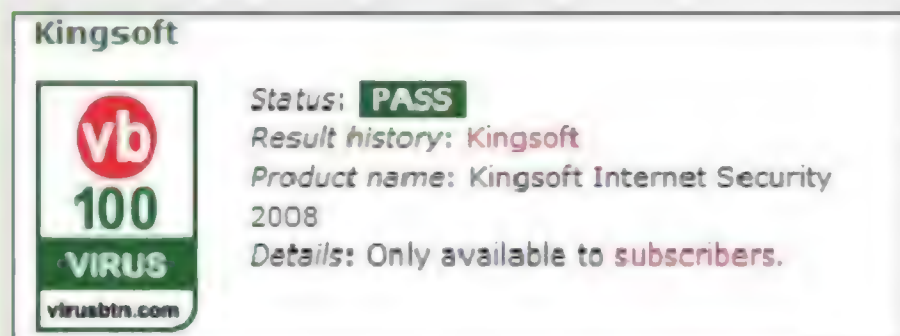 Kingsoft
vb
100
VIRUS
virusbtn.com
Status: PASS
Result history: Kingsoft
Product name: Kingsoft Internet Security
2008
Details: Only available to subscribers.